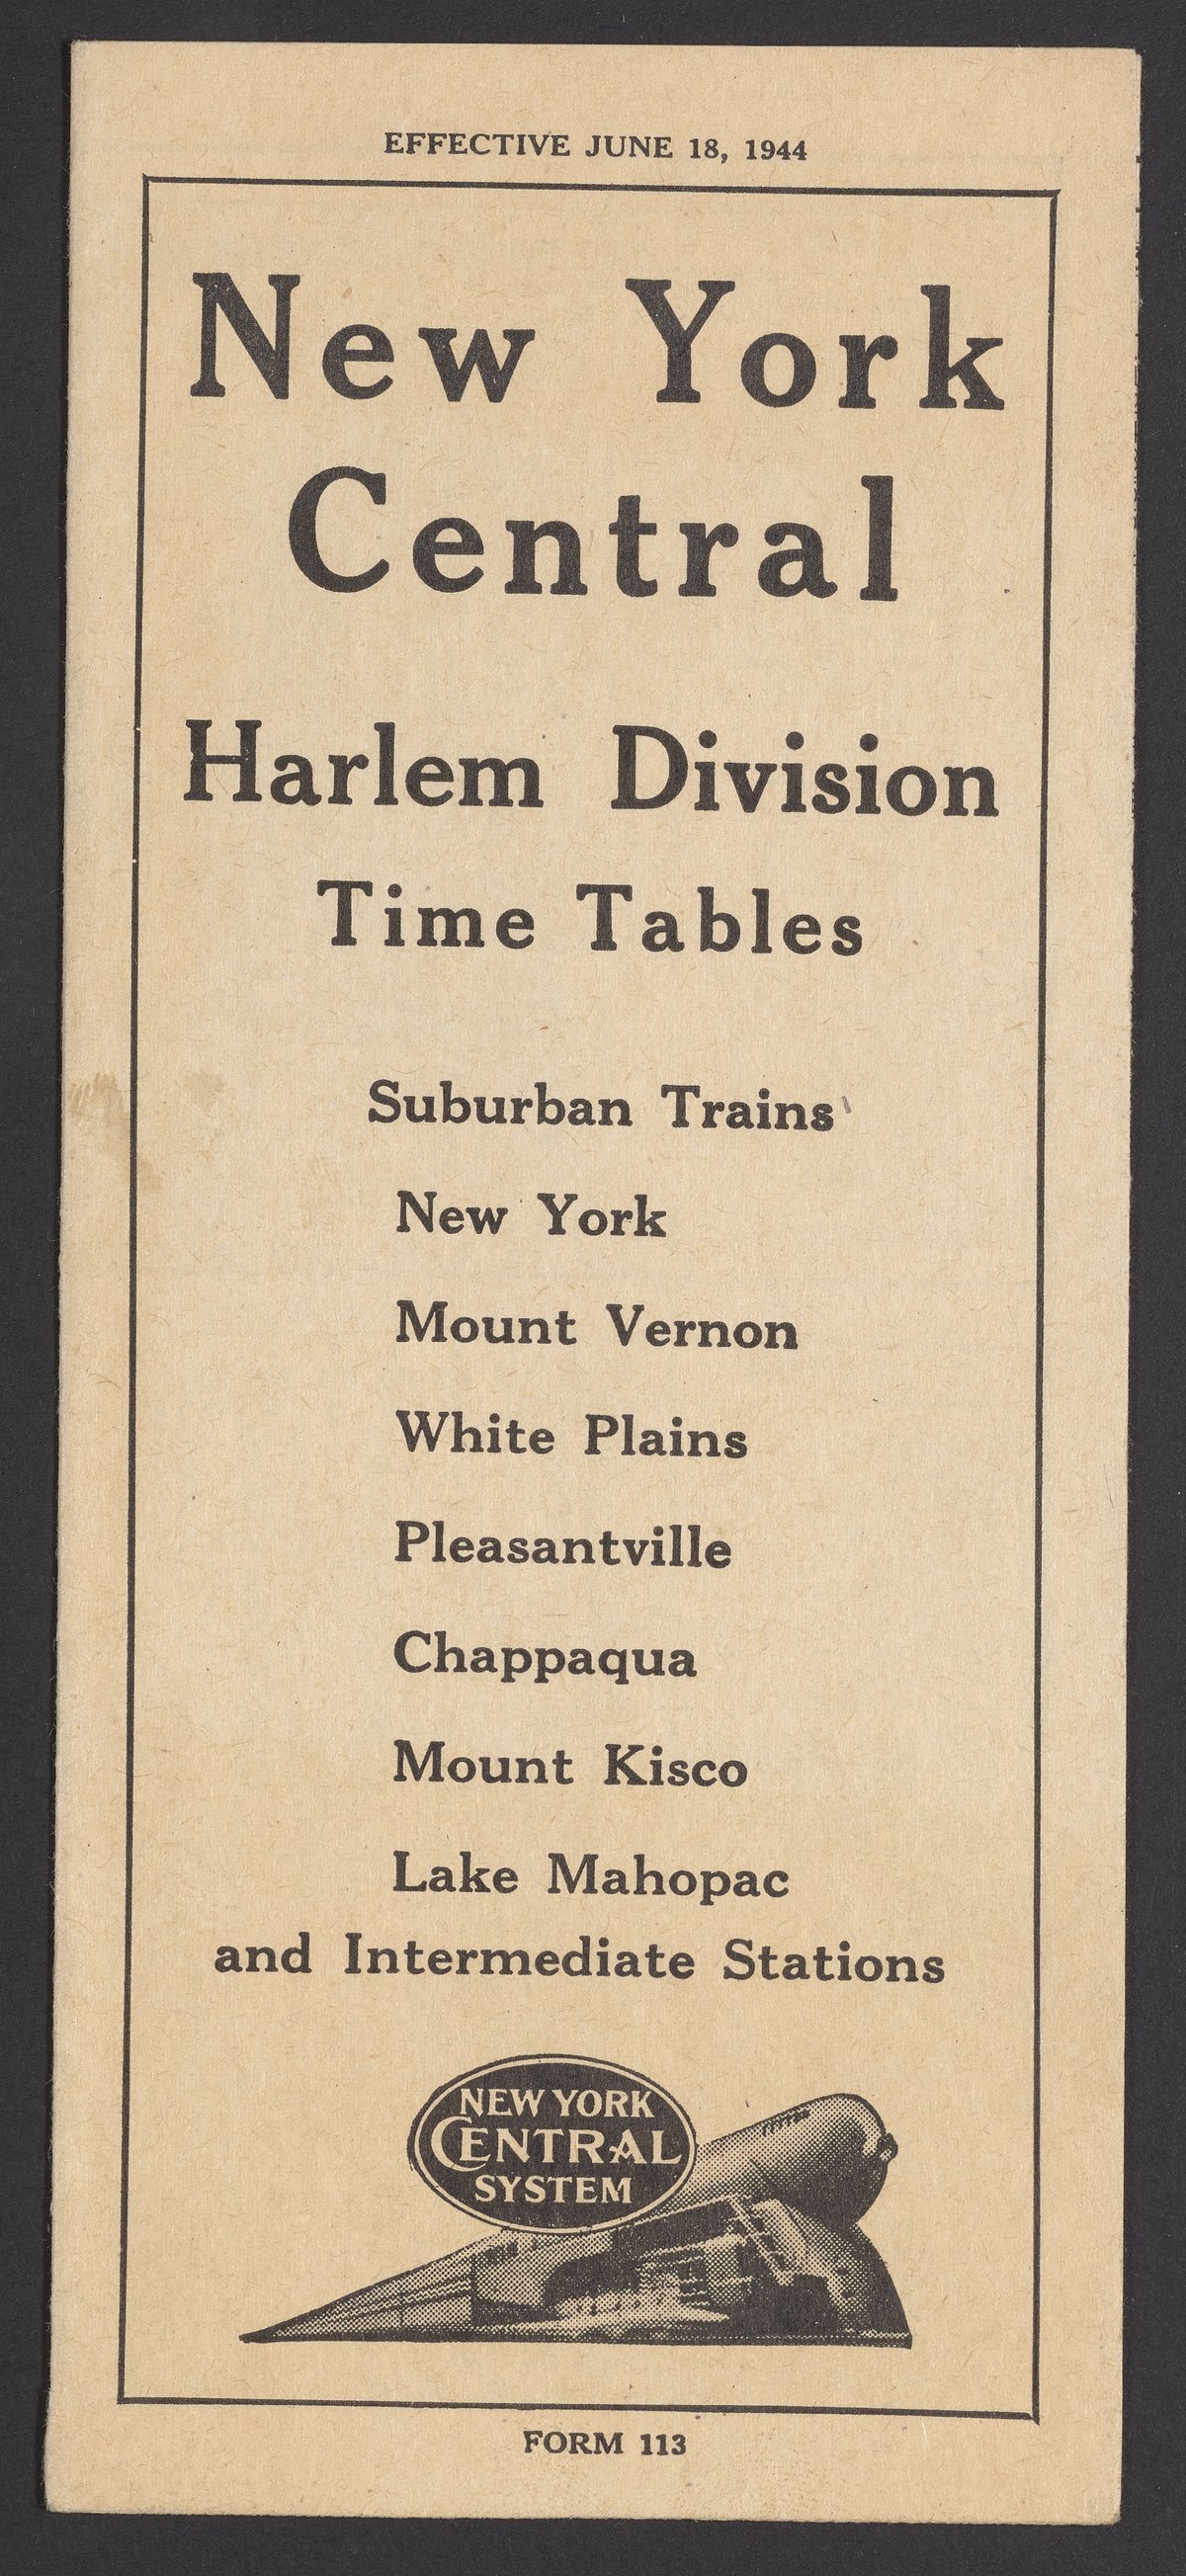 EFFECTIVE JUNE 18, 1944
New York
Central
Harlem Division
Time Tables
Suburban Trains
New York
Mount Vernon
White Plains
Pleasantville
Chappaqua
Mount Kisco
Lake Mahopac
and Intermediate Stations
NEW YORK
CENTRAL
SYSTEM
FORM 113